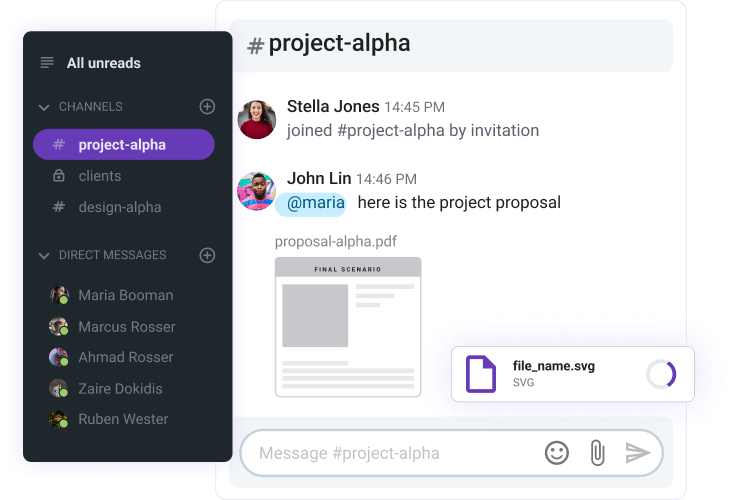 # project-alpha
All unreads
CHANNELS
# project-alpha
clients
# design-alpha
DIRECT MESSAGES
Maria Booman
Marcus Rosser
Ahmad Rosser
Zaire Dokidis
Ruben Wester
Stella Jones 14:45 PM
joined #project-alpha by invitation
John Lin 14:46 PM
@maria here is the project proposal
proposal-alpha.pdf
FINAL SCENARIO
file_name.svg
SVG
Message #project-alpha